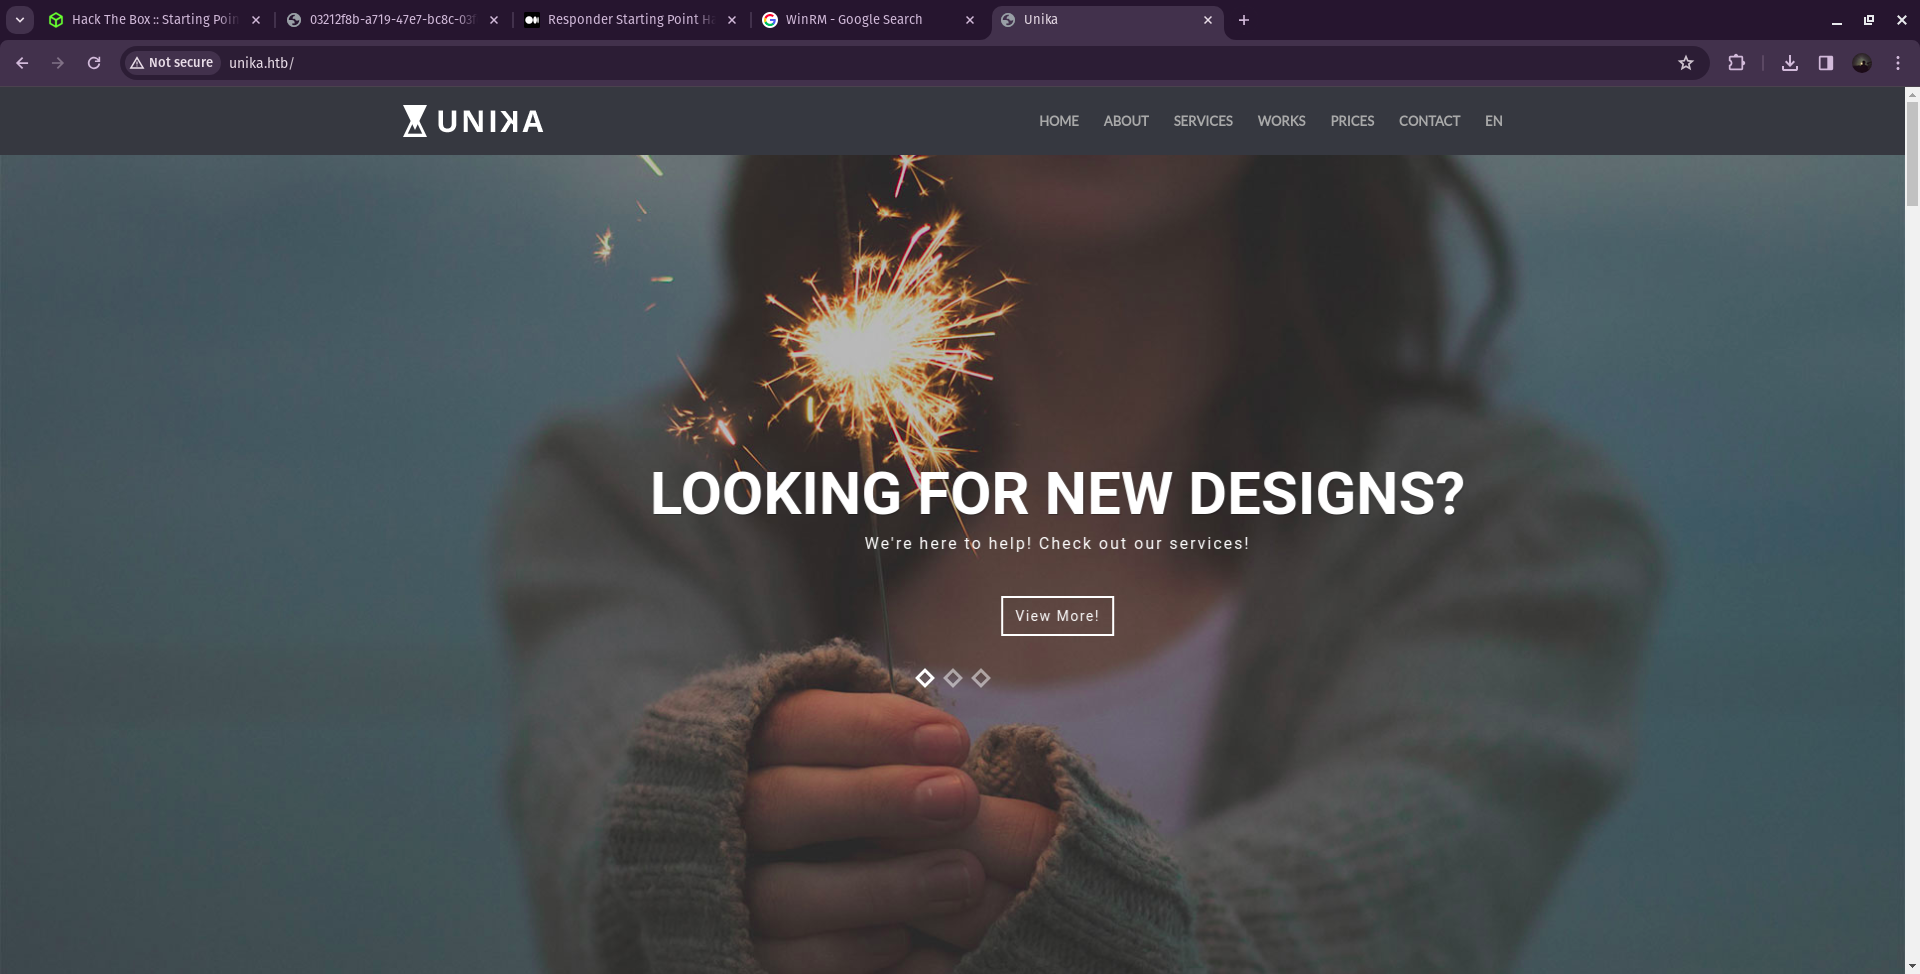 Hack The Box :: Starting Poin
03212f8b-a719-47e7-bc8c-03f
Responder Starting Point Ha
WinRM - Google Search
Unika
Not secure
unika.htb/
UNIKA
HOME
ABOUT
SERVICES
WORKS
PRICES
CONTACT
EN
LOOKING FOR NEW DESIGNS?
We're here to help! Check out our services!
View More!